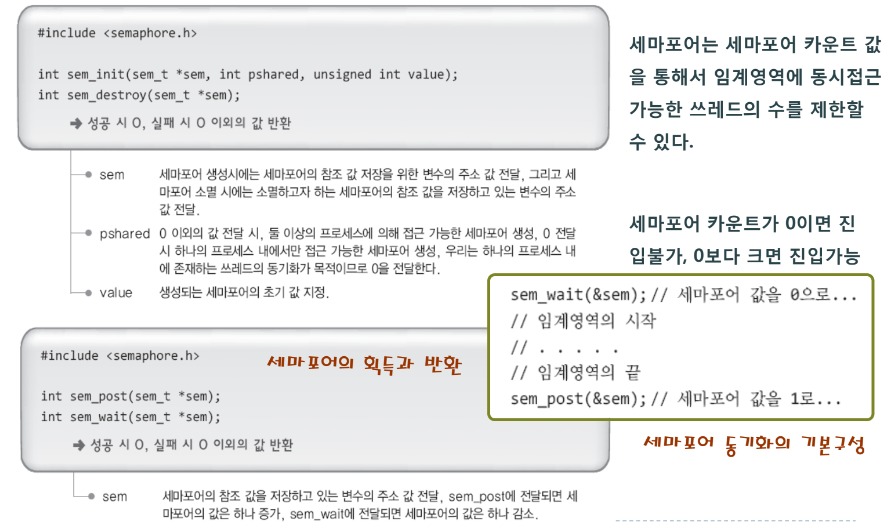 #include <semaphore.h>
int sem_init(sem_t *sem, int pshared, unsigned int value);
int sem_destroy(sem_t *sem);
➔ 성공 시 0, 실패 시 0 이외의 값 반환
sem 세마포어 생성시에는 세마포어의 참조 값 저장을 위한 변수의 주소 값 전달, 그리고 세
마포어 소멸 시에는 소멸하고자 하는 세마포어의 참조 값을 저장하고 있는 변수의 주소
값 전달.
pshared 0 이외의 값 전달 시, 둘 이상의 프로세스에 의해 접근 가능한 세마포어 생성, 0 전달
시 하나의 프로세스 내에서만 접근 가능한 세마포어 생성, 우리는 하나의 프로세스 내
에 존재하는 쓰레드의 동기화가 목적이므로 0을 전달한다.
value 생성되는 세마포어의 초기 값 지정.
세마포어는 세마포어 카운트 값
을 통해서 임계영역에 동시접근
가능한 쓰레드의 수를 제한할
수 있다.
세마포어 카운트가 0이면 진
입불가, 0보다 크면 진입가능
sem_wait(&sem); // 세마포어 값을 0으로...
// 임계영역의 시작
// . . . . .
// 임계영역의 끝
sem_post(&sem); // 세마포어 값을 1로...
세마포어 동기화의 기본구성
#include <semaphore.h>
세마포어의 획득과 반환
int sem_post(sem_t *sem);
int sem_wait(sem_t *sem);
➔ 성공 시 0, 실패 시 0 이외의 값 반환
sem 세마포어의 참조 값을 저장하고 있는 변수의 주소 값 전달, sem_post에 전달되면 세
마포어의 값은 하나 증가, sem_wait에 전달되면 세마포어의 값은 하나 감소.